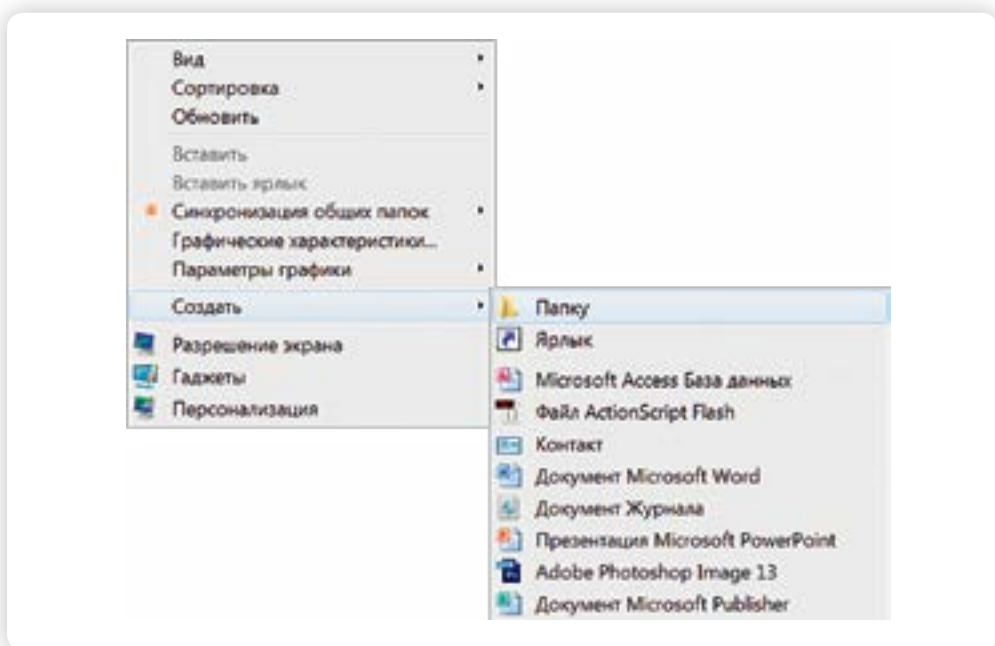 Вид
Сортировка
Обновить
Вставить
Вставить ярлык
Синхронизация общих папок
Графические характеристики...
Параметры графики
Создать
Разрешение экрана
Гаджеты
Персонализация
Папку
Ярлык
Microsoft Access База данных
Файл ActionScript Flash
Контакт
Документ Microsoft Word
Документ Журнала
Презентация Microsoft PowerPoint
Adobe Photoshop Image 13
Документ Microsoft Publisher